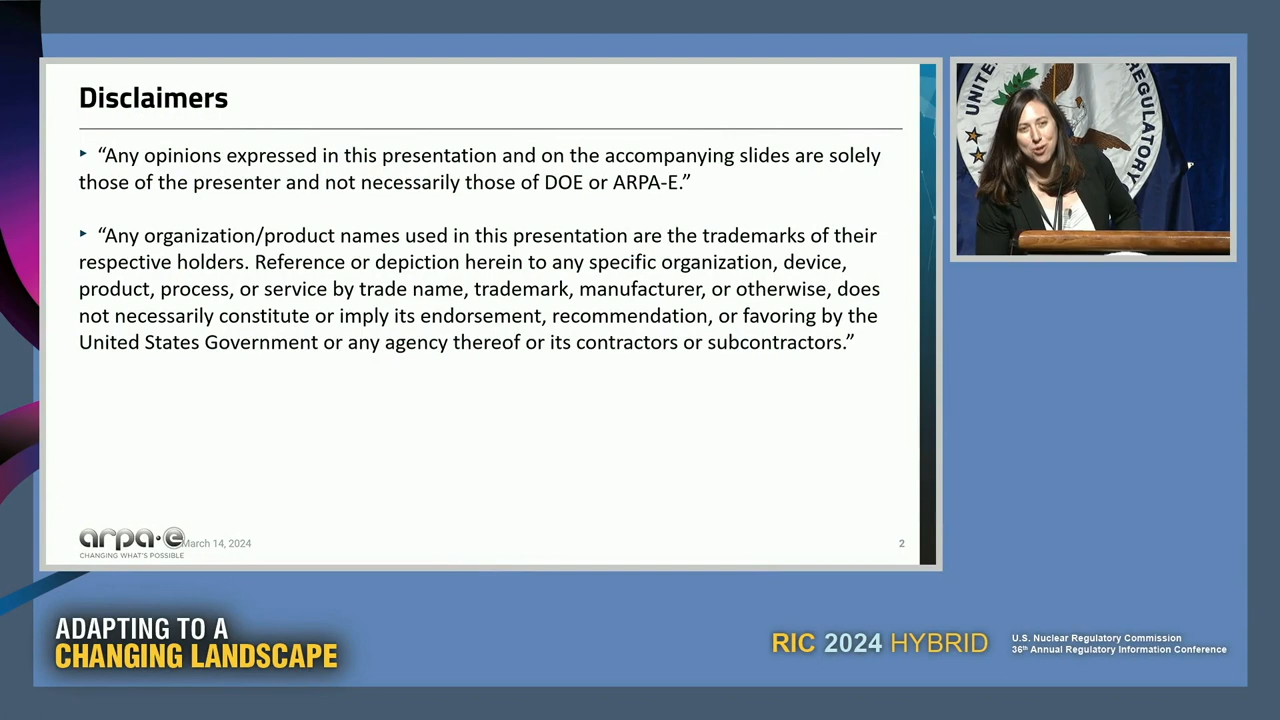 Disclaimers
“Any opinions expressed in this presentation and on the accompanying slides are solely
those of the presenter and not necessarily those of DOE or ARPA-E.”
“Any organization/product names used in this presentation are the trademarks of their
respective holders. Reference or depiction herein to any specific organization, device,
product, process, or service by trade name, trademark, manufacturer, or otherwise, does
not necessarily constitute or imply its endorsement, recommendation, or favoring by the
United States Government or any agency thereof or its contractors or subcontractors.”
arpa·e
CHANGING WHAT'S POSSIBLE
March 14, 2024
2
UNITE
REGULATORY
ADAPTING TO A
CHANGING LANDSCAPE
RIC 2024 HYBRID
U.S. Nuclear Regulatory Commission
36th Annual Regulatory Information Conference